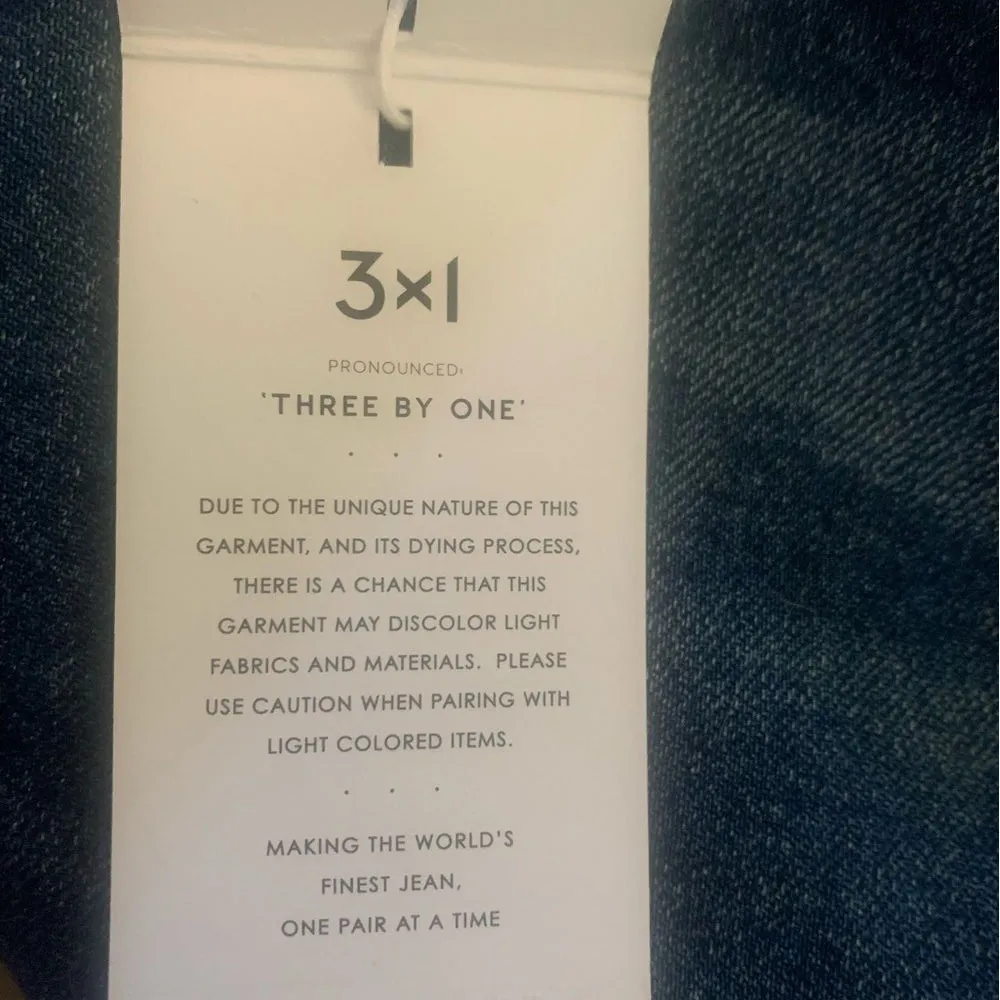 3×1
PRONOUNCED:
'THREE BY ONE'
. . .
DUE TO THE UNIQUE NATURE OF THIS
GARMENT, AND ITS DYING PROCESS,
THERE IS A CHANCE THAT THIS
GARMENT MAY DISCOLOR LIGHT
FABRICS AND MATERIALS. PLEASE
USE CAUTION WHEN PAIRING WITH
LIGHT COLORED ITEMS.
. . .
MAKING THE WORLD'S
FINEST JEAN,
ONE PAIR AT A TIME